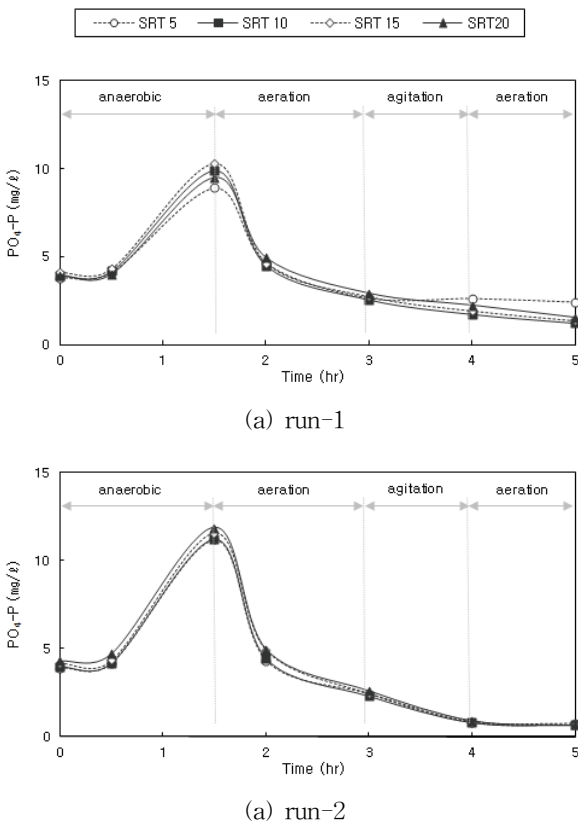 SRT 5 SRT 10 SRT 15 SRT20
15
anaerobic aeration agitation aeration
10
PO₄-P (mg/ℓ)
5
0
0 1 2 3 4 5
Time (hr)
(a) run-1
15
anaerobic aeration agitation aeration
10
PO₄-P (mg/ℓ)
5
0
0 1 2 3 4 5
Time (hr)
(a) run-2